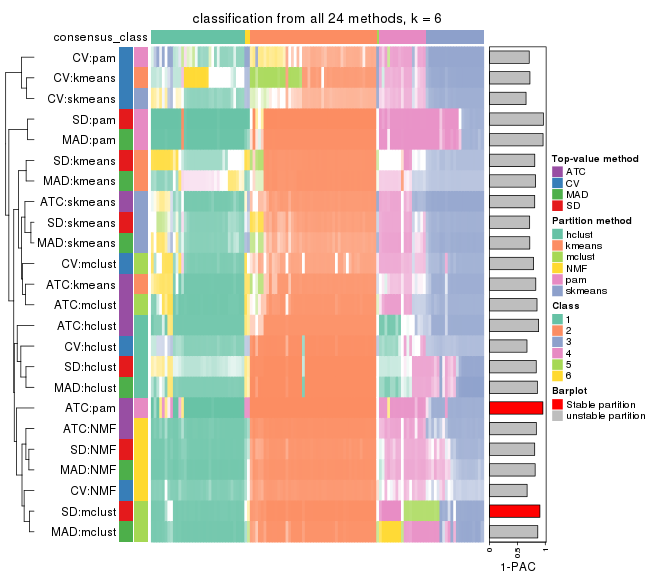 classification from all 24 methods, k = 6
consensus_class
CV:pam
CV:kmeans
CV:skmeans
SD:pam
MAD:pam
SD:kmeans
MAD:kmeans
ATC:skmeans
SD:skmeans
MAD:skmeans
CV:mclust
ATC:kmeans
ATC:mclust
ATC:hclust
CV:hclust
SD:hclust
MAD:hclust
ATC:pam
ATC:NMF
SD:NMF
MAD:NMF
CV:NMF
SD:mclust
MAD:mclust
0
0.5
1
1-PAC
Top-value method
ATC
CV
MAD
SD
Partition method
hclust
kmeans
mclust
NMF
pam
skmeans
Class
1
2
3
4
5
6
Barplot
Stable partition
unstable partition